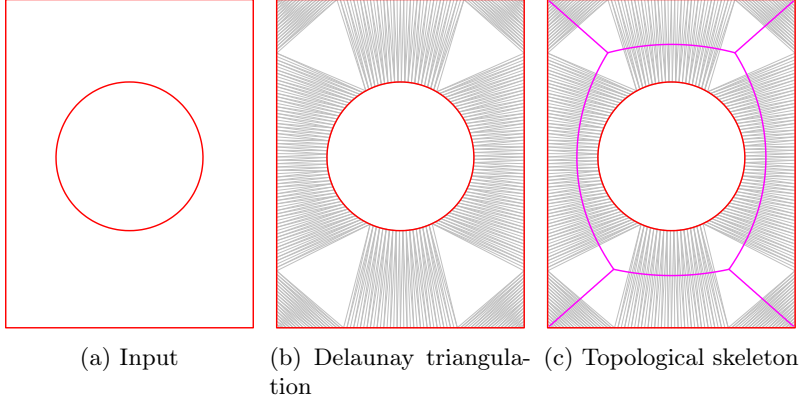 (a) Input
(b) Delaunay triangula-
tion
(c) Topological skeleton